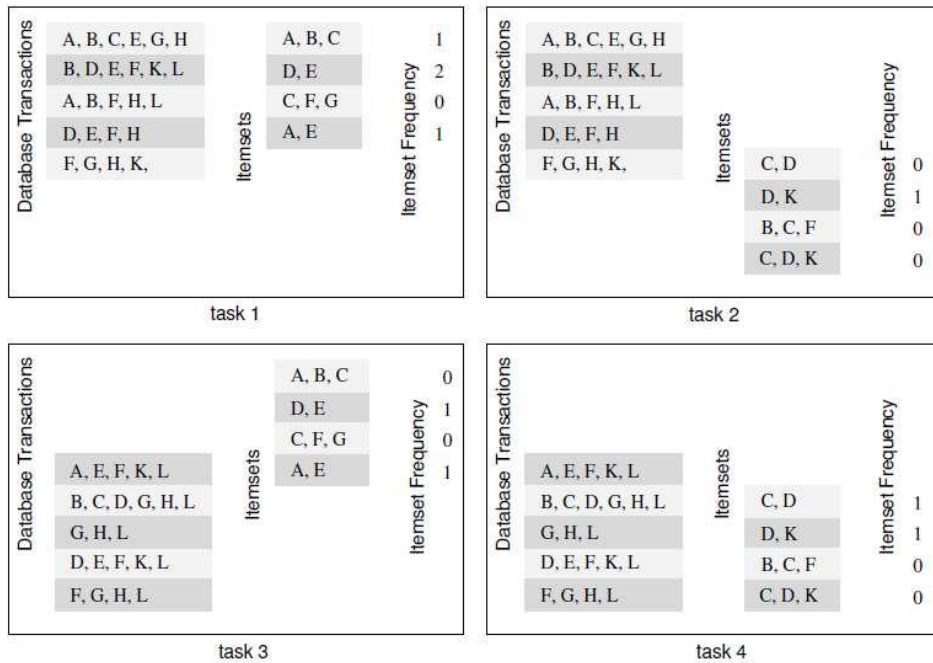 Database Transactions
A, B, C, E, G, H
B, D, E, F, K, L
A, B, F, H, L
D, E, F, H
F, G, H, K,
Itemsets
A, B, C
D, E
C, F, G
A, E
Itemset Frequency
1
2
0
1
task 1
Database Transactions
A, B, C, E, G, H
B, D, E, F, K, L
A, B, F, H, L
D, E, F, H
F, G, H, K,
Itemsets
C, D
D, K
B, C, F
C, D, K
Itemset Frequency
0
1
0
0
task 2
Database Transactions
A, E, F, K, L
B, C, D, G, H, L
G, H, L
D, E, F, K, L
F, G, H, L
Itemsets
A, B, C
D, E
C, F, G
A, E
Itemset Frequency
0
1
0
1
task 3
Database Transactions
A, E, F, K, L
B, C, D, G, H, L
G, H, L
D, E, F, K, L
F, G, H, L
Itemsets
C, D
D, K
B, C, F
C, D, K
Itemset Frequency
1
1
0
0
task 4